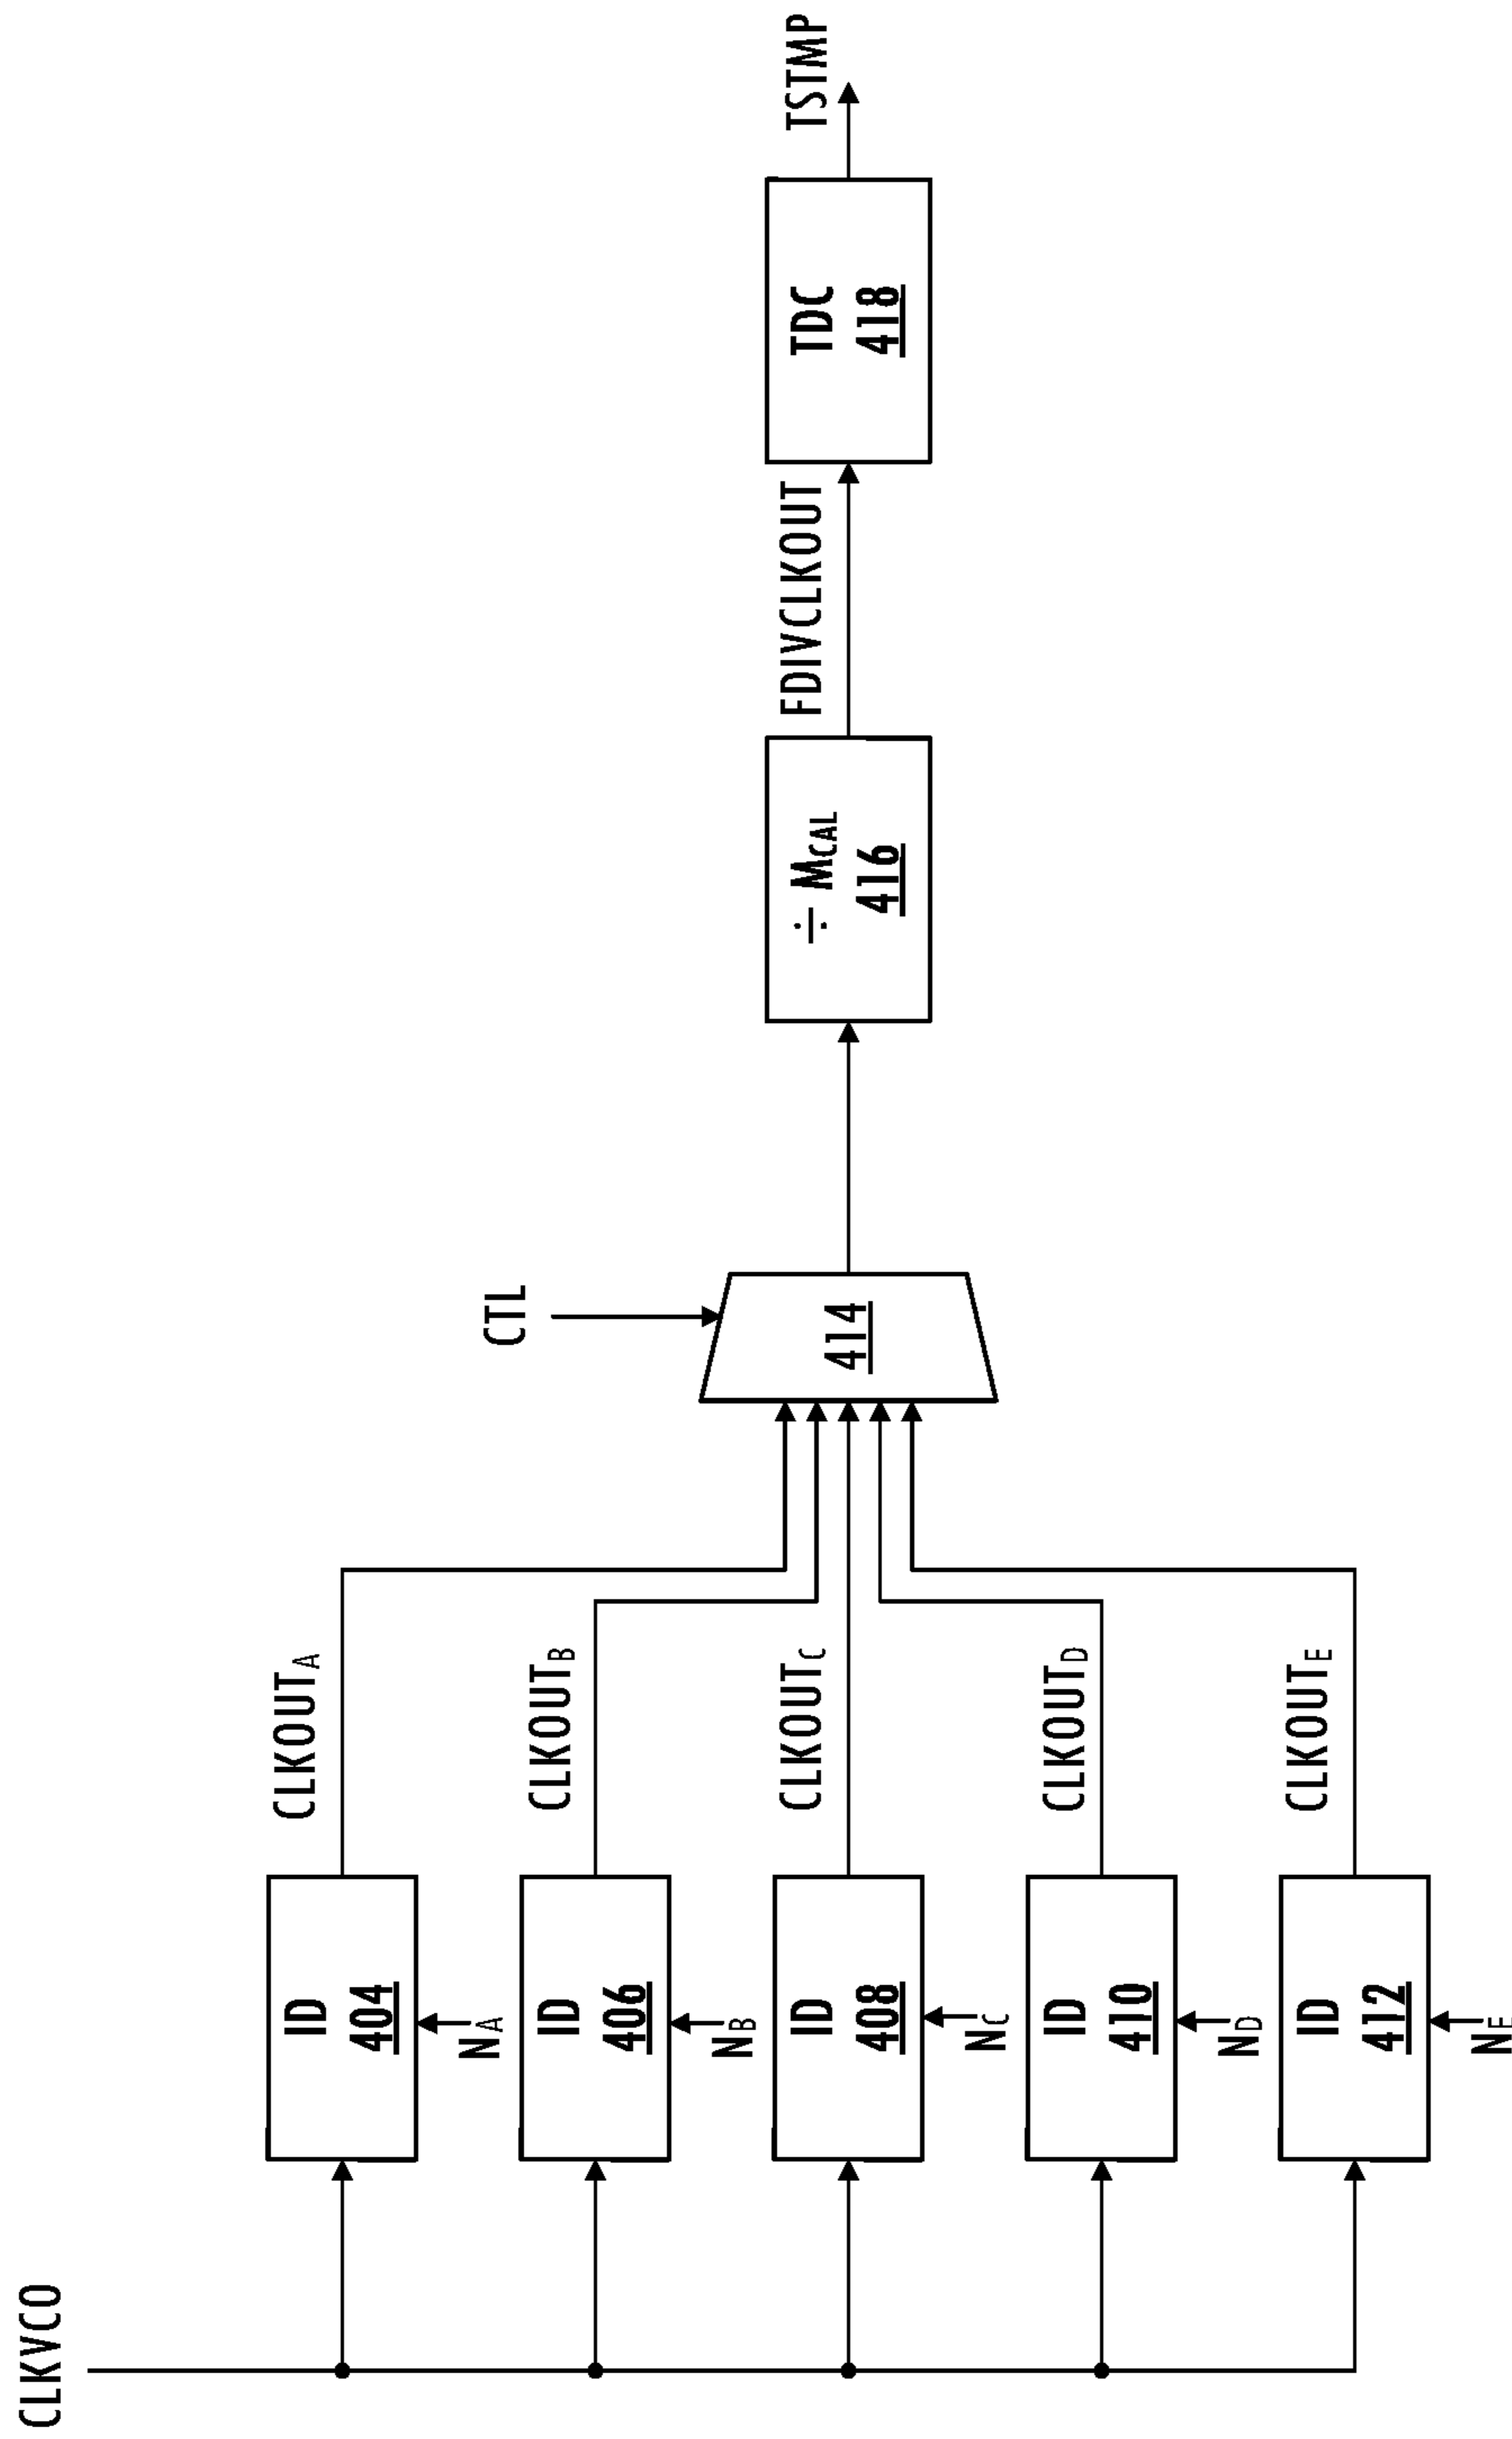 CLKVCO
ID
404
NA
CLKOUTA
ID
406
NB
CLKOUTB
ID
408
NC
CLKOUTC
ID
410
ND
CLKOUTD
ID
412
NE
CLKOUTE
CTL
414
÷ MCAL
416
FDIVCLKOUT
TDC
418
TSTMP